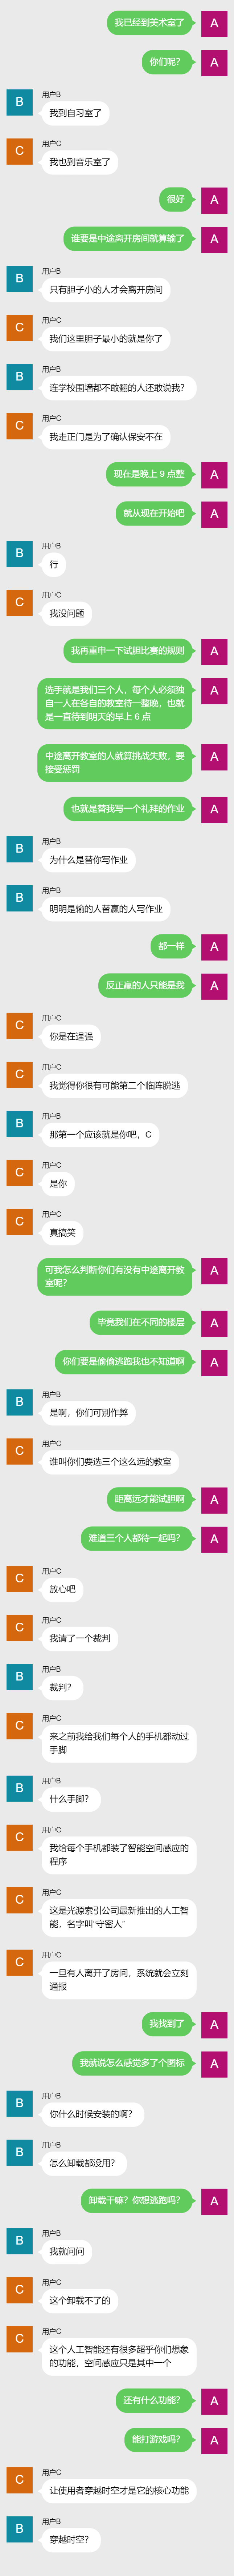 我已经到美术室了
A
你们呢？
A
用户B
B
我到自习室了
用户C
C
我也到音乐室了
很好
A
谁要是中途离开房间就算输了
A
用户B
B
只有胆子小的人才会离开房间
用户C
C
我们这里胆子最小的就是你了
用户B
B
连学校围墙都不敢翻的人还敢说我？
用户C
C
我走正门是为了确认保安不在
现在是晚上 9 点整
A
就从现在开始吧
A
用户B
B
行
用户C
C
我没问题
我再重申一下试胆比赛的规则
A
选手就是我们三个人，每个人必须独
自一人在各自的教室待一整晚，也就
是一直待到明天的早上 6 点
A
中途离开教室的人就算挑战失败，要
接受惩罚
A
也就是替我写一个礼拜的作业
A
用户B
B
为什么是替你写作业
用户B
B
明明是输的人替赢的人写作业
都一样
A
反正赢的人只能是我
A
用户C
C
你是在逞强
用户C
C
我觉得你很有可能第二个临阵脱逃
用户B
B
那第一个应该就是你吧，C
用户C
C
是你
用户C
C
真搞笑
可我怎么判断你们有没有中途离开教
室呢？
A
毕竟我们在不同的楼层
A
你们要是偷偷逃跑我也不知道啊
A
用户B
B
是啊，你们可别作弊
用户C
C
谁叫你们要选三个这么远的教室
距离远才能试胆啊
A
难道三个人都待一起吗？
A
用户C
C
放心吧
用户C
C
我请了一个裁判
用户B
B
裁判？
用户C
C
来之前我给我们每个人的手机都动过
手脚
用户B
B
什么手脚？
用户C
C
我给每个手机都装了智能空间感应的
程序
用户C
C
这是光源索引公司最新推出的人工智
能，名字叫“守密人”
用户C
C
一旦有人离开了房间，系统就会立刻
通报
我找到了
A
我就说怎么感觉多了个图标
A
用户B
B
你什么时候安装的啊？
用户B
B
怎么卸载都没用？
卸载干嘛？你想逃跑吗？
A
用户B
B
我就问问
用户C
C
这个卸载不了的
用户C
C
这个人工智能还有很多超乎你们想象
的功能，空间感应只是其中一个
还有什么功能？
A
能打游戏吗？
A
用户C
C
让使用者穿越时空才是它的核心功能
用户B
B
穿越时空？